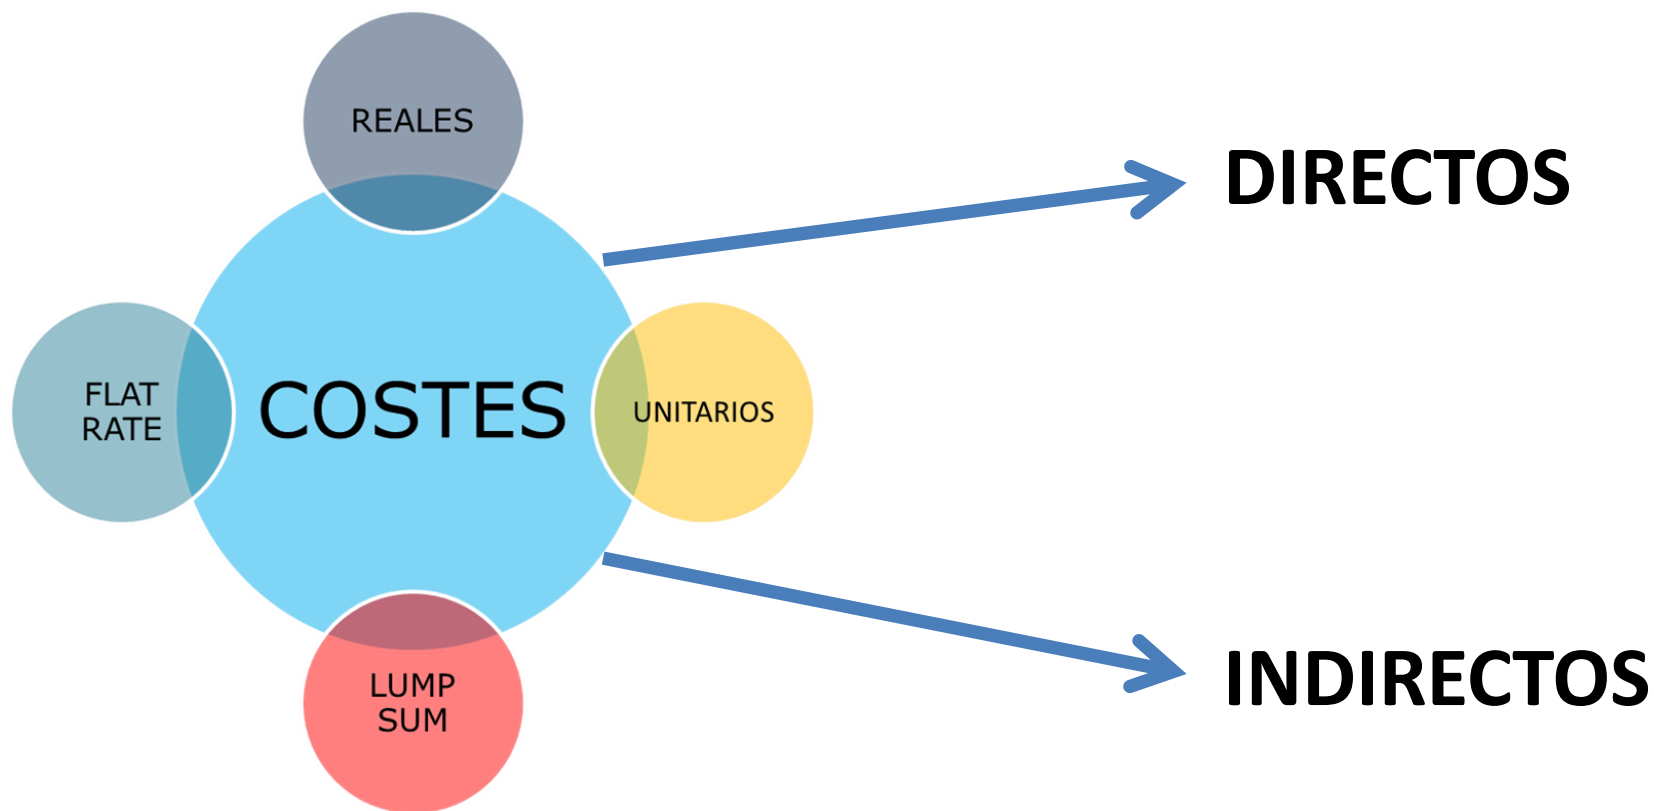 REALES
DIRECTOS
FLAT
RATE
COSTES
UNITARIOS
LUMP
SUM
INDIRECTOS